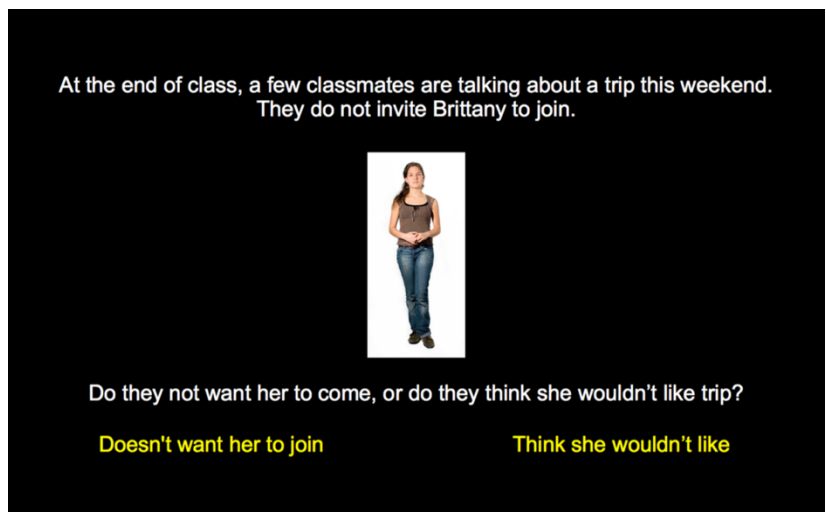 At the end of class, a few classmates are talking about a trip this weekend.
They do not invite Brittany to join.
Do they not want her to come, or do they think she wouldn’t like trip?
Doesn't want her to join
Think she wouldn’t like